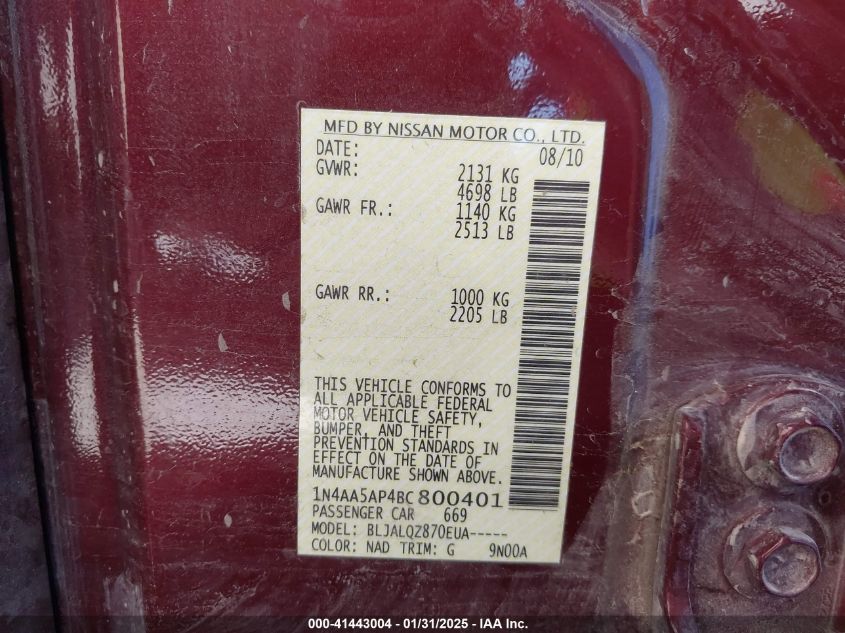 MFD BY NISSAN MOTOR CO., LTD.
DATE: 08/10
GVWR: 2131 KG
4698 LB
GAWR FR.: 1140 KG
2513 LB
GAWR RR.: 1000 KG
2205 LB
THIS VEHICLE CONFORMS TO
ALL APPLICABLE FEDERAL
MOTOR VEHICLE SAFETY,
BUMPER, AND THEFT
PREVENTION STANDARDS IN
EFFECT ON THE DATE OF
MANUFACTURE SHOWN ABOVE.
1N4AA5AP4BC800401
PASSENGER CAR 669
MODEL: BLJALQZ870EUA-----
COLOR: NAD TRIM: G 9N00A
000-41443004 - 01/31/2025 - IAA Inc.